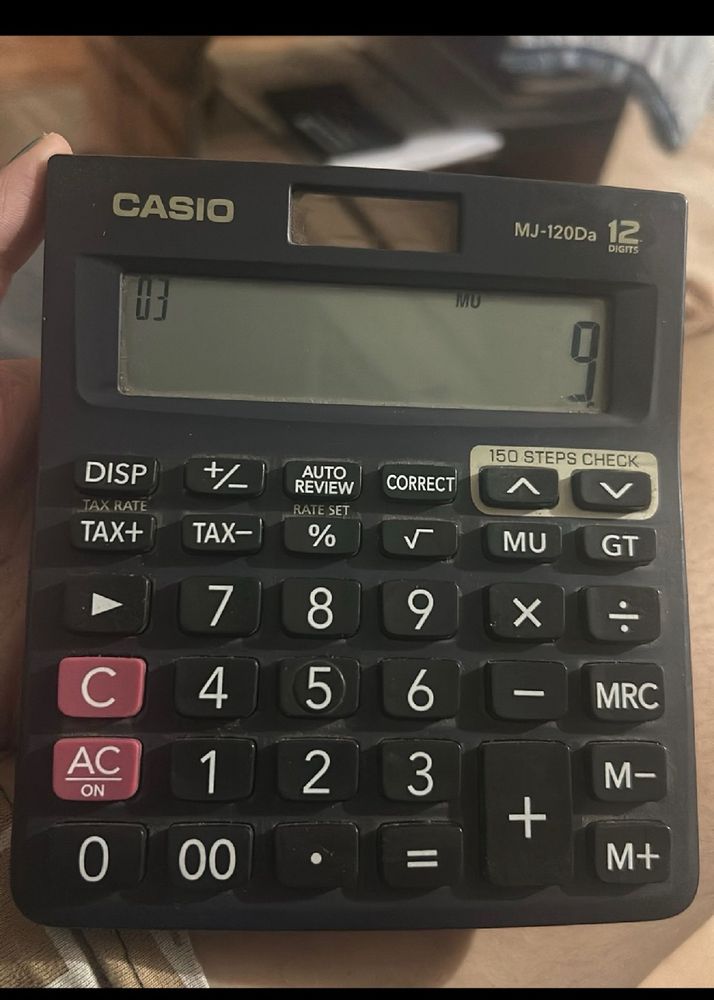 CASIO
MJ-120Da 12 DIGITS
03 MU
9.
150 STEPS CHECK
DISP +/− AUTO REVIEW CORRECT ∧ ∨
TAX RATE RATE SET
TAX+ TAX− % √ MU GT
▶ 7 8 9 × ÷
C 4 5 6 − MRC
AC ON 1 2 3 M−
+
0 00 . = M+